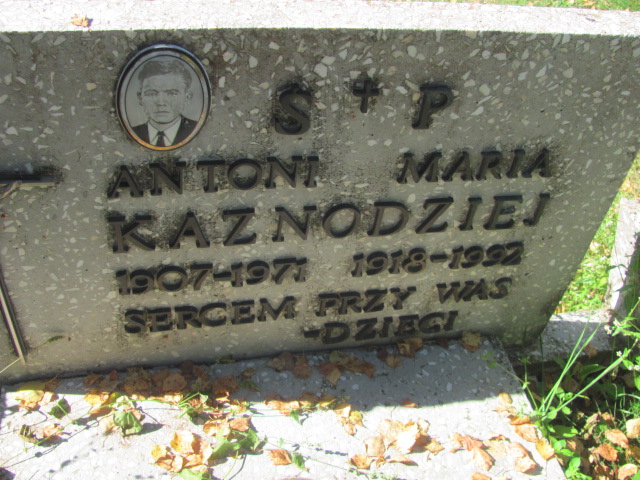 S † P
ANTONI MARIA
KAZNODZIEJ
1907-1971 1918-1992
SERCEM PRZY WAS
-DZIECI